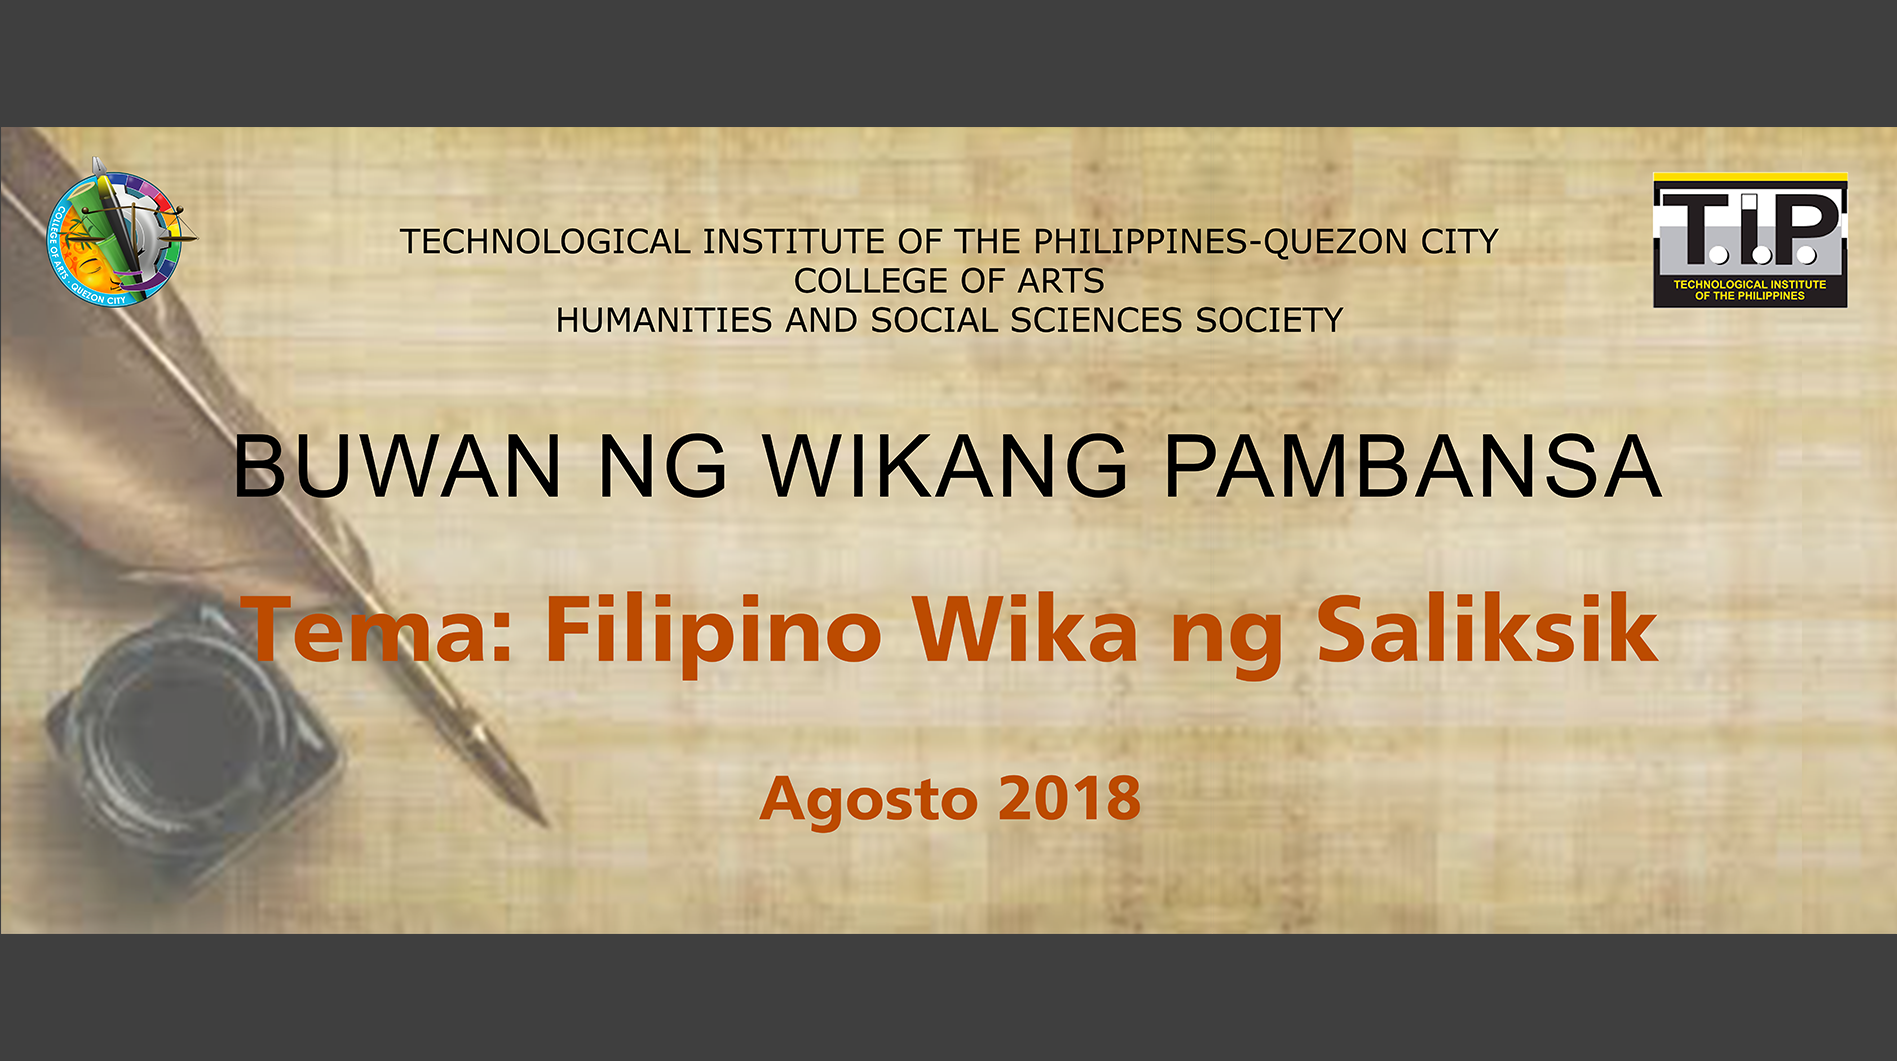 TECHNOLOGICAL INSTITUTE OF THE PHILIPPINES-QUEZON CITY
COLLEGE OF ARTS
HUMANITIES AND SOCIAL SCIENCES SOCIETY
COLLEGE OF ARTS - QUEZON CITY
T.I.P.
TECHNOLOGICAL INSTITUTE
OF THE PHILIPPINES
BUWAN NG WIKANG PAMBANSA
Tema: Filipino Wika ng Saliksik
Agosto 2018